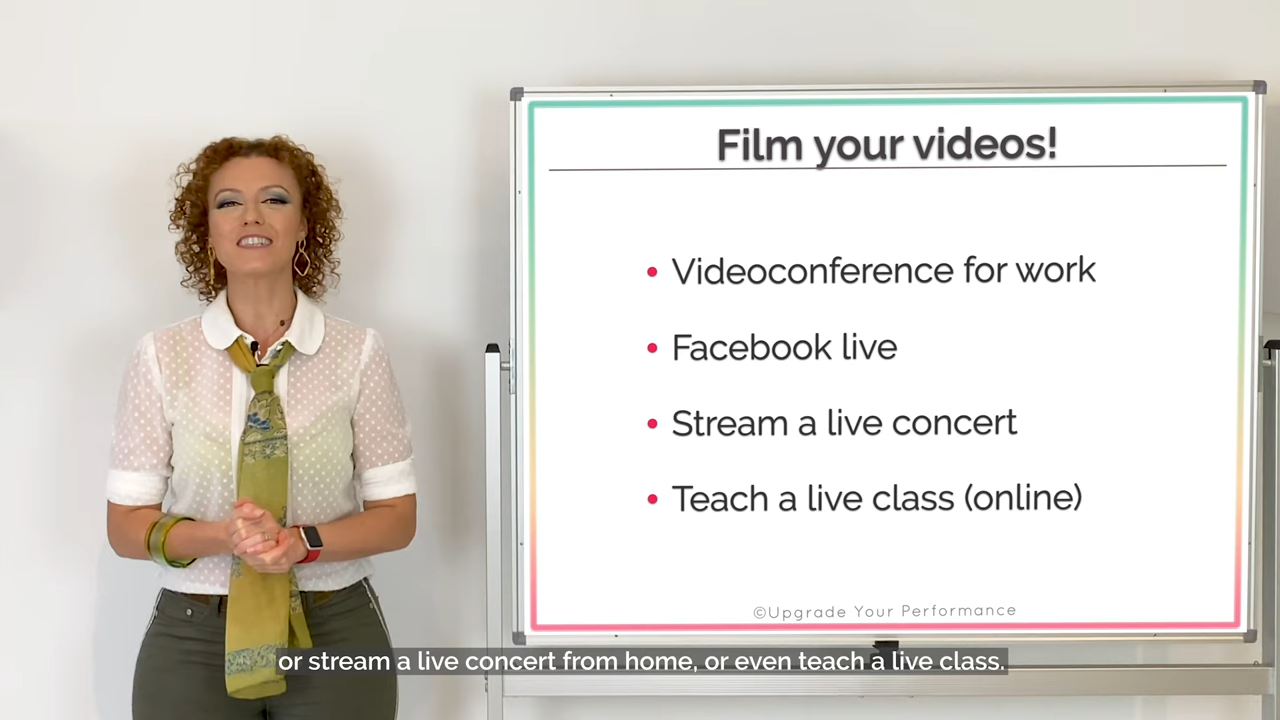 Film your videos!
• Videoconference for work
• Facebook live
• Stream a live concert
• Teach a live class (online)
©Upgrade Your Performance
or stream a live concert from home, or even teach a live class.